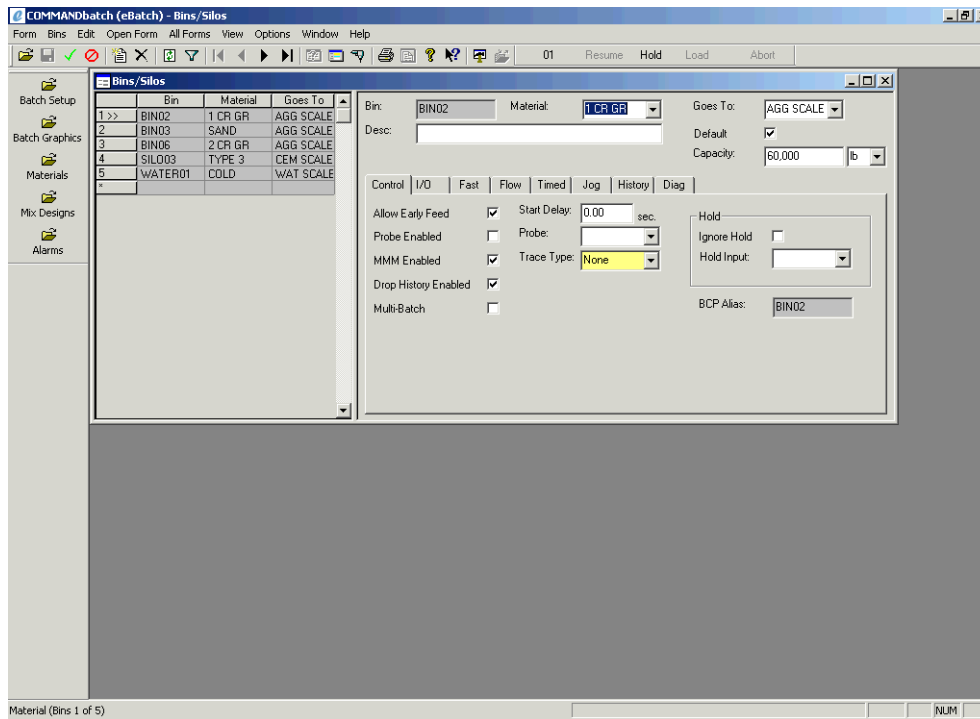 COMMANDbatch (eBatch) - Bins/Silos
Form Bins Edit Open Form All Forms View Options Window Help
01 Resume Hold Load Abort
Batch Setup
Batch Graphics
Materials
Mix Designs
Alarms
Bins/Silos
Bin Material Goes To
1 >> BIN02 1 CR GR AGG SCALE
2 BIN03 SAND AGG SCALE
3 BIN06 2 CR GR AGG SCALE
4 SILO03 TYPE 3 CEM SCALE
5 WATER01 COLD WAT SCALE
*
Bin: BIN02 Material: 1 CR GR Goes To: AGG SCALE
Desc: Default
Capacity: 60,000 lb
Control I/O Fast Flow Timed Jog History Diag
Allow Early Feed Start Delay: 0.00 sec. Hold
Probe Enabled Probe: Ignore Hold
MMM Enabled Trace Type: None Hold Input:
Drop History Enabled
Multi-Batch BCP Alias: BIN02
Material (Bins 1 of 5) NUM